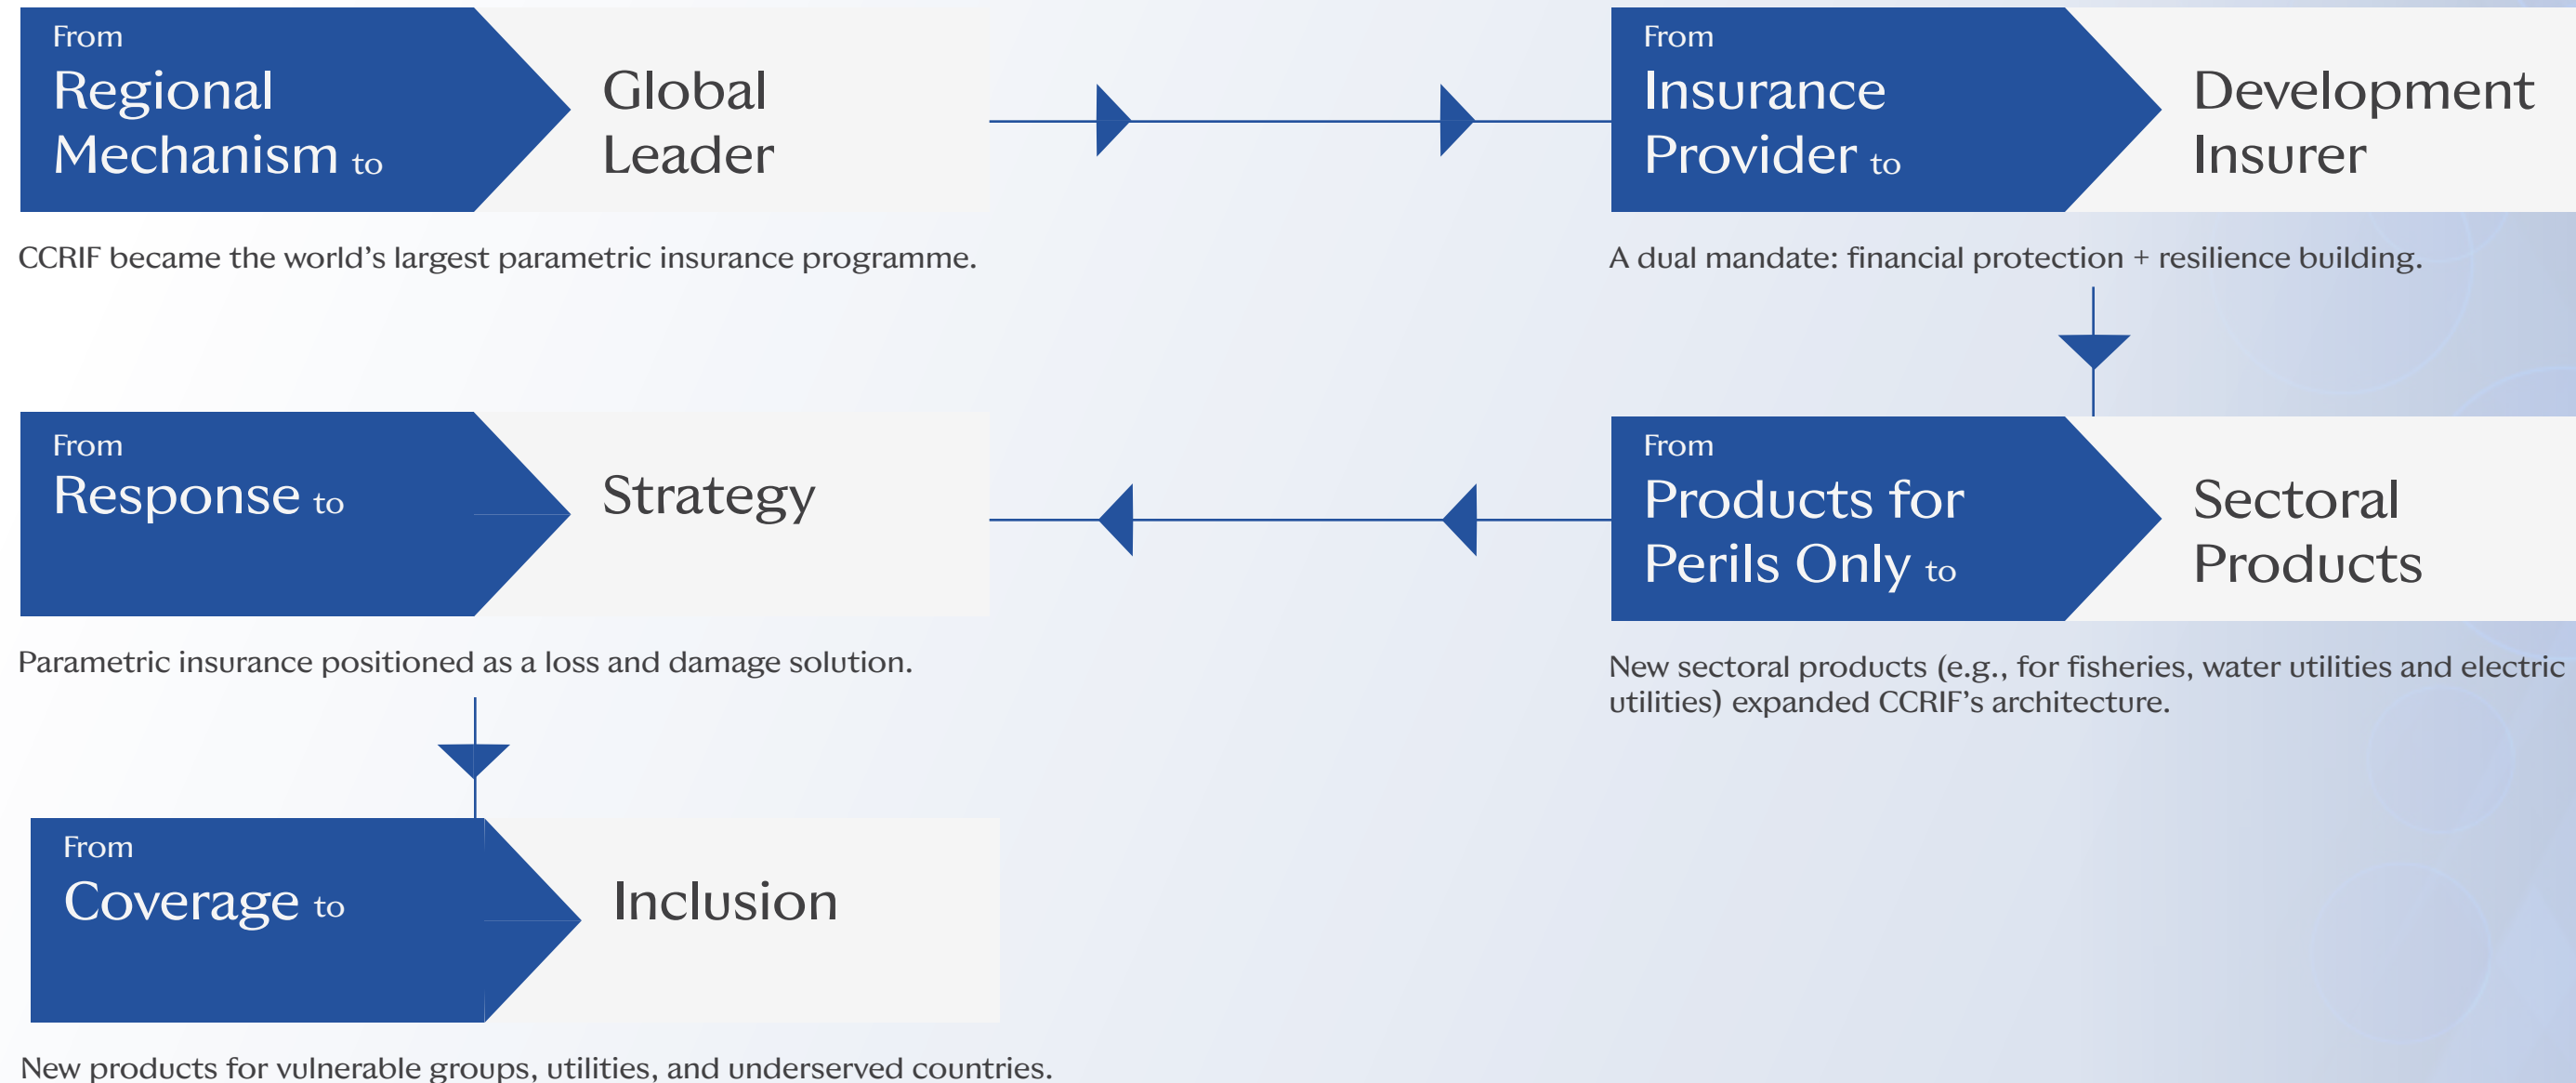 From
Regional
Mechanism to
Global
Leader
CCRIF became the world’s largest parametric insurance programme.
From
Insurance
Provider to
Development
Insurer
A dual mandate: financial protection + resilience building.
From
Products for
Perils Only to
Sectoral
Products
New sectoral products (e.g., for fisheries, water utilities and electric
utilities) expanded CCRIF’s architecture.
From
Response to
Strategy
Parametric insurance positioned as a loss and damage solution.
From
Coverage to
Inclusion
New products for vulnerable groups, utilities, and underserved countries.